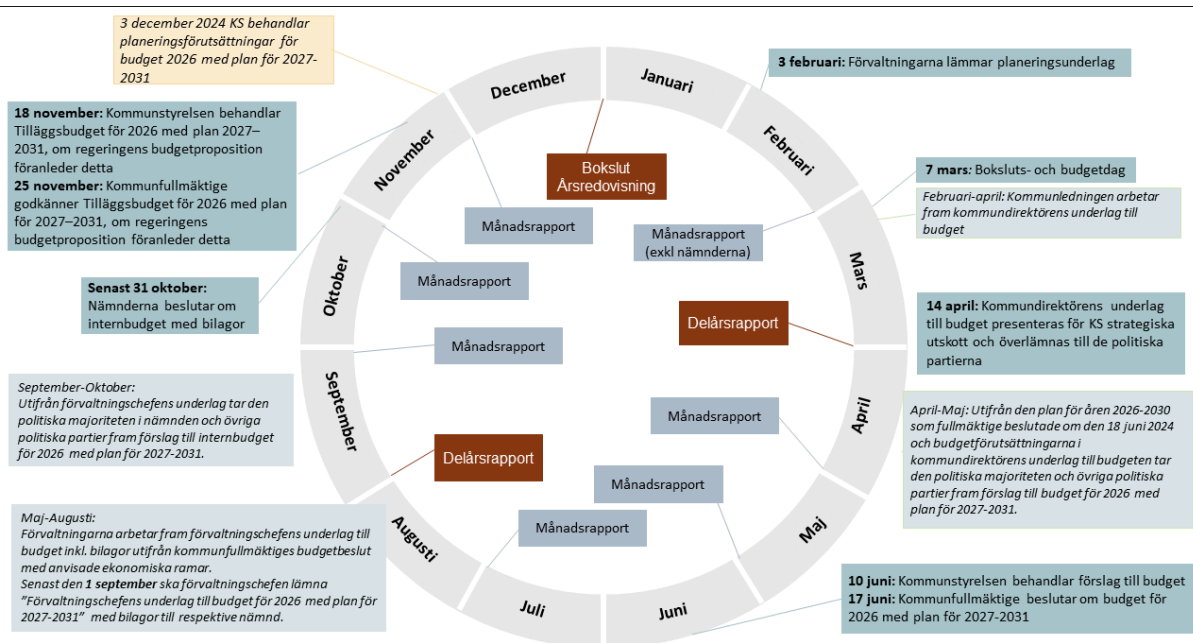 3 december 2024 KS behandlar
planeringsförutsättningar för
budget 2026 med plan för 2027-
2031
December
Januari
3 februari: Förvaltningarna lämmar planeringsunderlag
18 november: Kommunstyrelsen behandlar
Tilläggsbudget för 2026 med plan 2027–
2031, om regeringens budgetproposition
föranleder detta
25 november: Kommunfullmäktige
godkänner Tilläggsbudget för 2026 med plan
för 2027–2031, om regeringens
budgetproposition föranleder detta
November
Februari
Bokslut
Årsredovisning
7 mars: Boksluts- och budgetdag
Februari-april: Kommunledningen arbetar
fram kommundirektörens underlag till
budget
Månadsrapport
Månadsrapport
(exkl nämnderna)
Senast 31 oktober:
Nämnderna beslutar om
internbudget med bilagor
Oktober
Månadsrapport
Mars
14 april: Kommundirektörens underlag
till budget presenteras för KS strategiska
utskott och överlämnas till de politiska
partierna
Delårsrapport
Månadsrapport
September-Oktober:
Utifrån förvaltningschefens underlag tar den
politiska majoriteten i nämnden och övriga
politiska partier fram förslag till internbudget
för 2026 med plan för 2027-2031.
September
Månadsrapport
April
April-Maj: Utifrån den plan för åren 2026-2030
som fullmäktige beslutade om den 18 juni 2024
och budgetförutsättningarna i
kommundirektörens underlag till budgeten tar
den politiska majoriteten och övriga politiska
partier fram förslag till budget för 2026 med
plan för 2027-2031.
Delårsrapport
Månadsrapport
Månadsrapport
Maj-Augusti:
Förvaltningarna arbetar fram förvaltningschefens underlag till
budget inkl. bilagor utifrån kommunfullmäktiges budgetbeslut
med anvisade ekonomiska ramar.
Senast den 1 september ska förvaltningschefen lämna
”Förvaltningschefens underlag till budget för 2026 med plan för
2027-2031” med bilagor till respektive nämnd.
Augusti
Maj
Juli
Juni
10 juni: Kommunstyrelsen behandlar förslag till budget
17 juni: Kommunfullmäktige beslutar om budget för
2026 med plan för 2027-2031